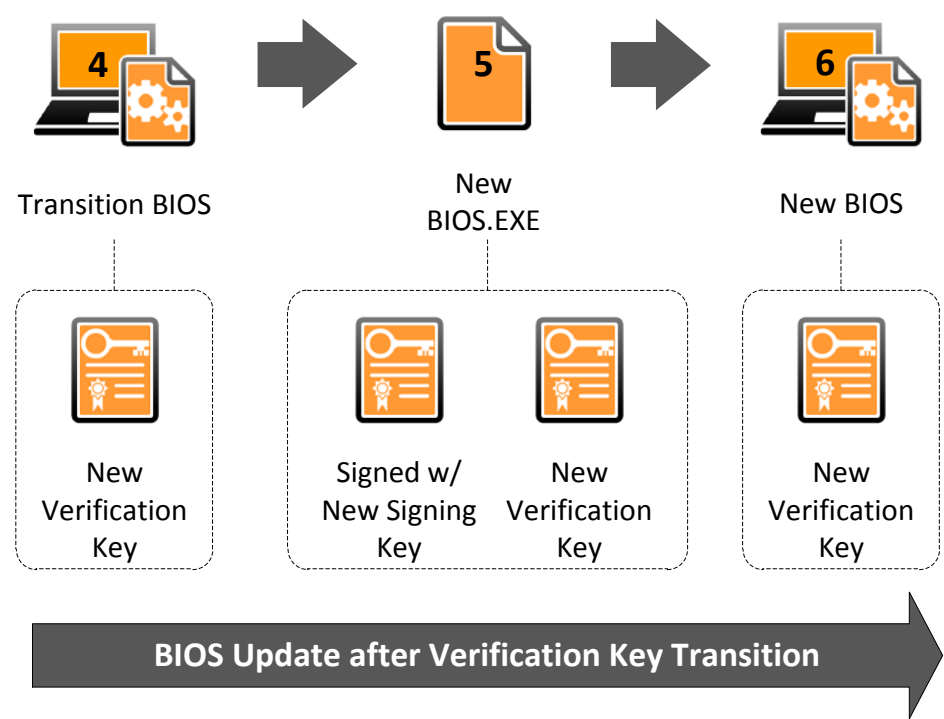 4
5
6
Transition BIOS
New
BIOS.EXE
New BIOS
New
Verification
Key
Signed w/
New Signing
Key
New
Verification
Key
New
Verification
Key
BIOS Update after Verification Key Transition